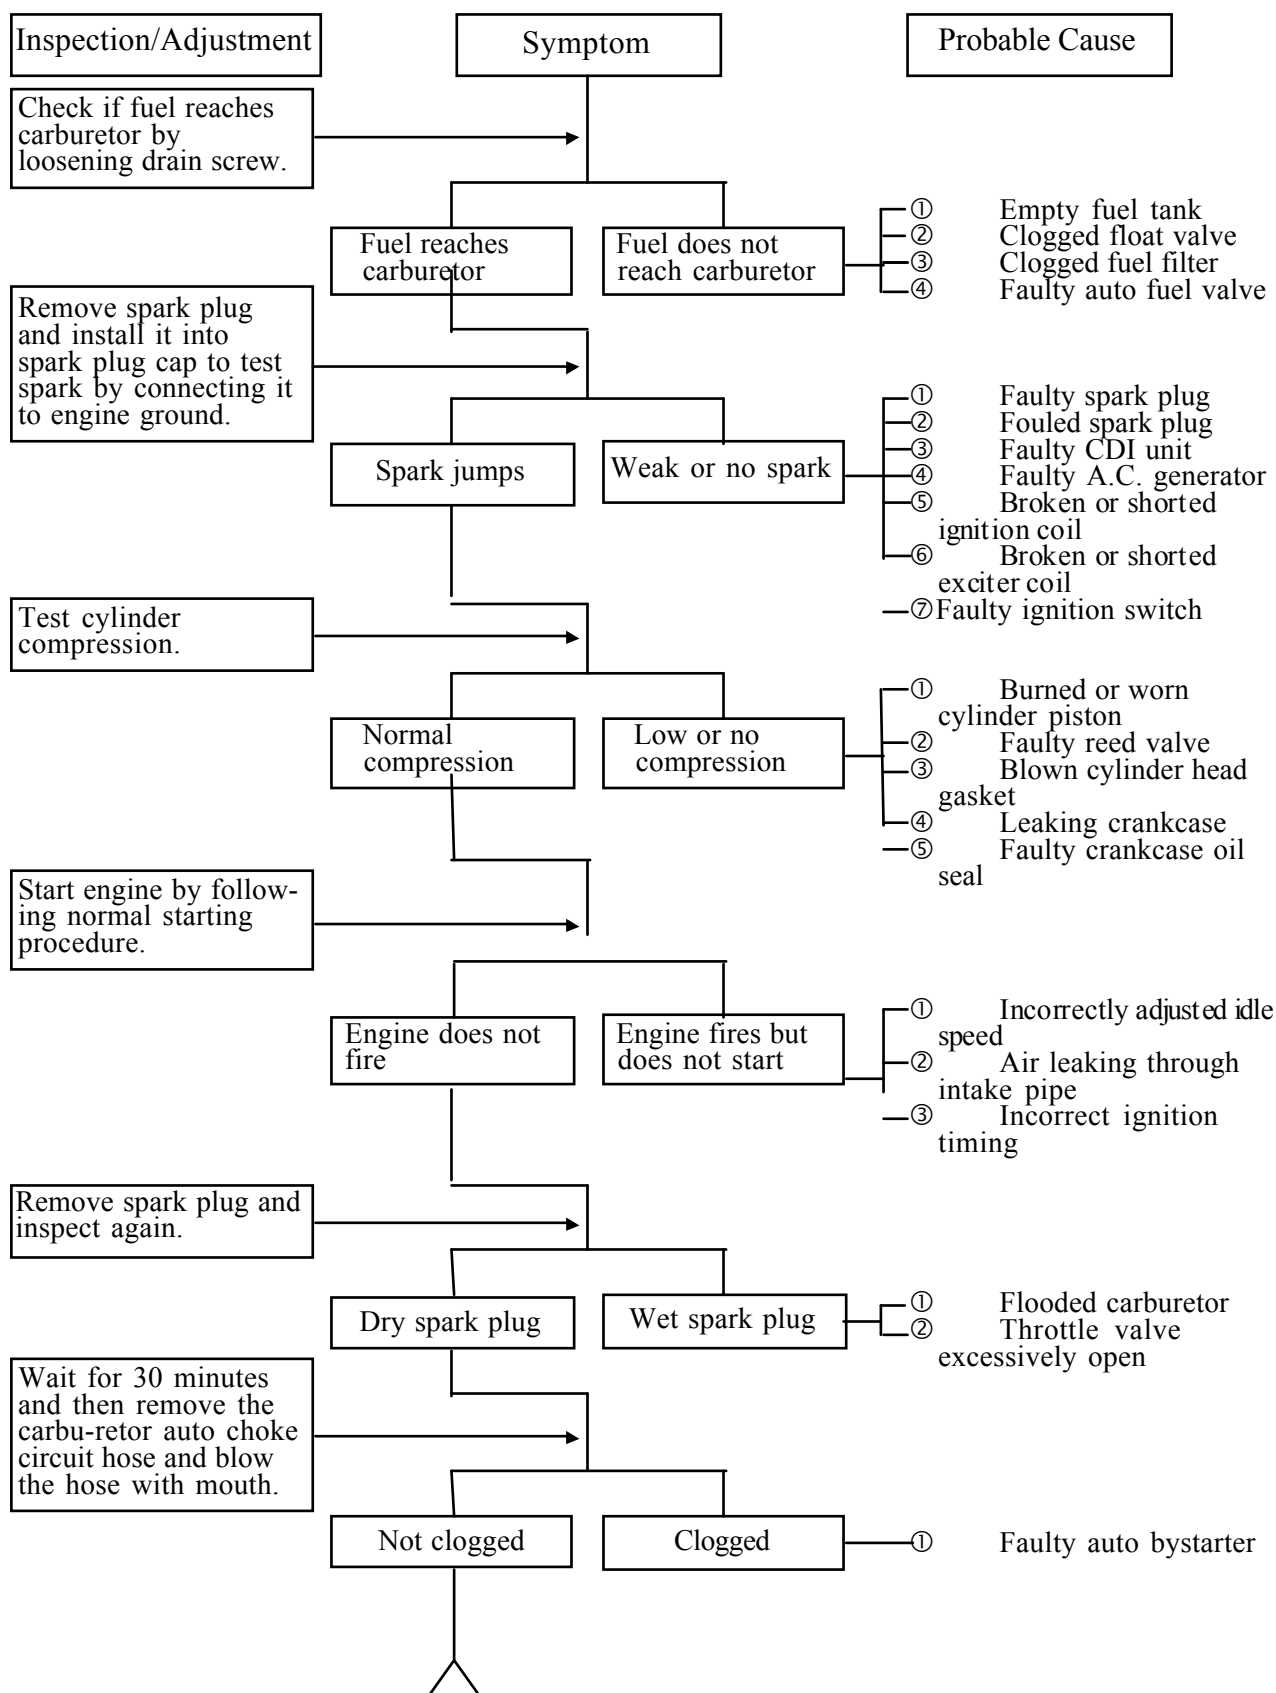 Inspection/Adjustment
Symptom
Probable Cause
Check if fuel reaches
carburetor by
loosening drain screw.
Fuel reaches
carburetor
Fuel does not
reach carburetor
① Empty fuel tank
② Clogged float valve
③ Clogged fuel filter
④ Faulty auto fuel valve
Remove spark plug
and install it into
spark plug cap to test
spark by connecting it
to engine ground.
Spark jumps
Weak or no spark
① Faulty spark plug
② Fouled spark plug
③ Faulty CDI unit
④ Faulty A.C. generator
⑤ Broken or shorted
ignition coil
⑥ Broken or shorted
exciter coil
⑦Faulty ignition switch
Test cylinder
compression.
Normal
compression
Low or no
compression
① Burned or worn
cylinder piston
② Faulty reed valve
③ Blown cylinder head
gasket
④ Leaking crankcase
⑤ Faulty crankcase oil
seal
Start engine by follow-
ing normal starting
procedure.
Engine does not
fire
Engine fires but
does not start
① Incorrectly adjusted idle
speed
② Air leaking through
intake pipe
③ Incorrect ignition
timing
Remove spark plug and
inspect again.
Dry spark plug
Wet spark plug
① Flooded carburetor
② Throttle valve
excessively open
Wait for 30 minutes
and then remove the
carbu-retor auto choke
circuit hose and blow
the hose with mouth.
Not clogged
Clogged
① Faulty auto bystarter